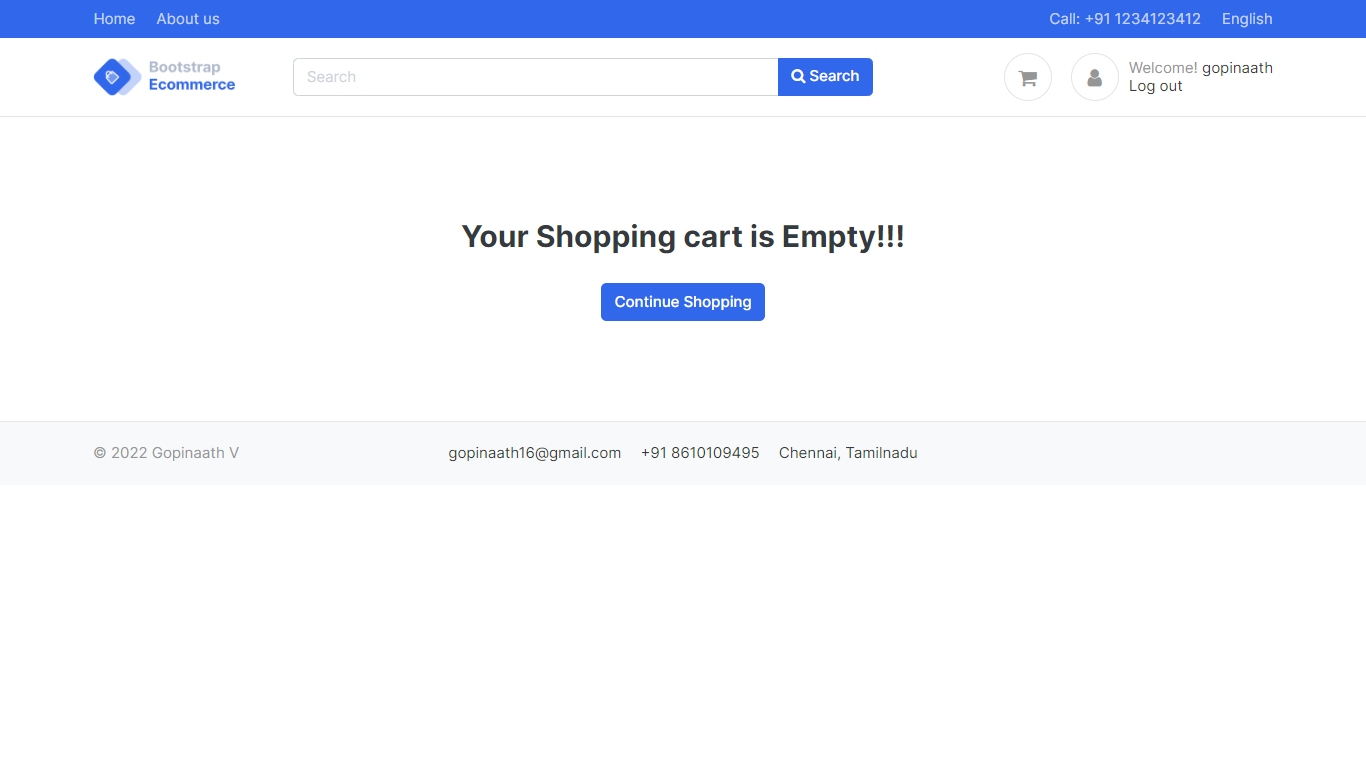 Home About us Call: +91 1234123412 English
Bootstrap
Ecommerce
Search Search
Welcome! gopinaath
Log out
Your Shopping cart is Empty!!!
Continue Shopping
© 2022 Gopinaath V gopinaath16@gmail.com +91 8610109495 Chennai, Tamilnadu